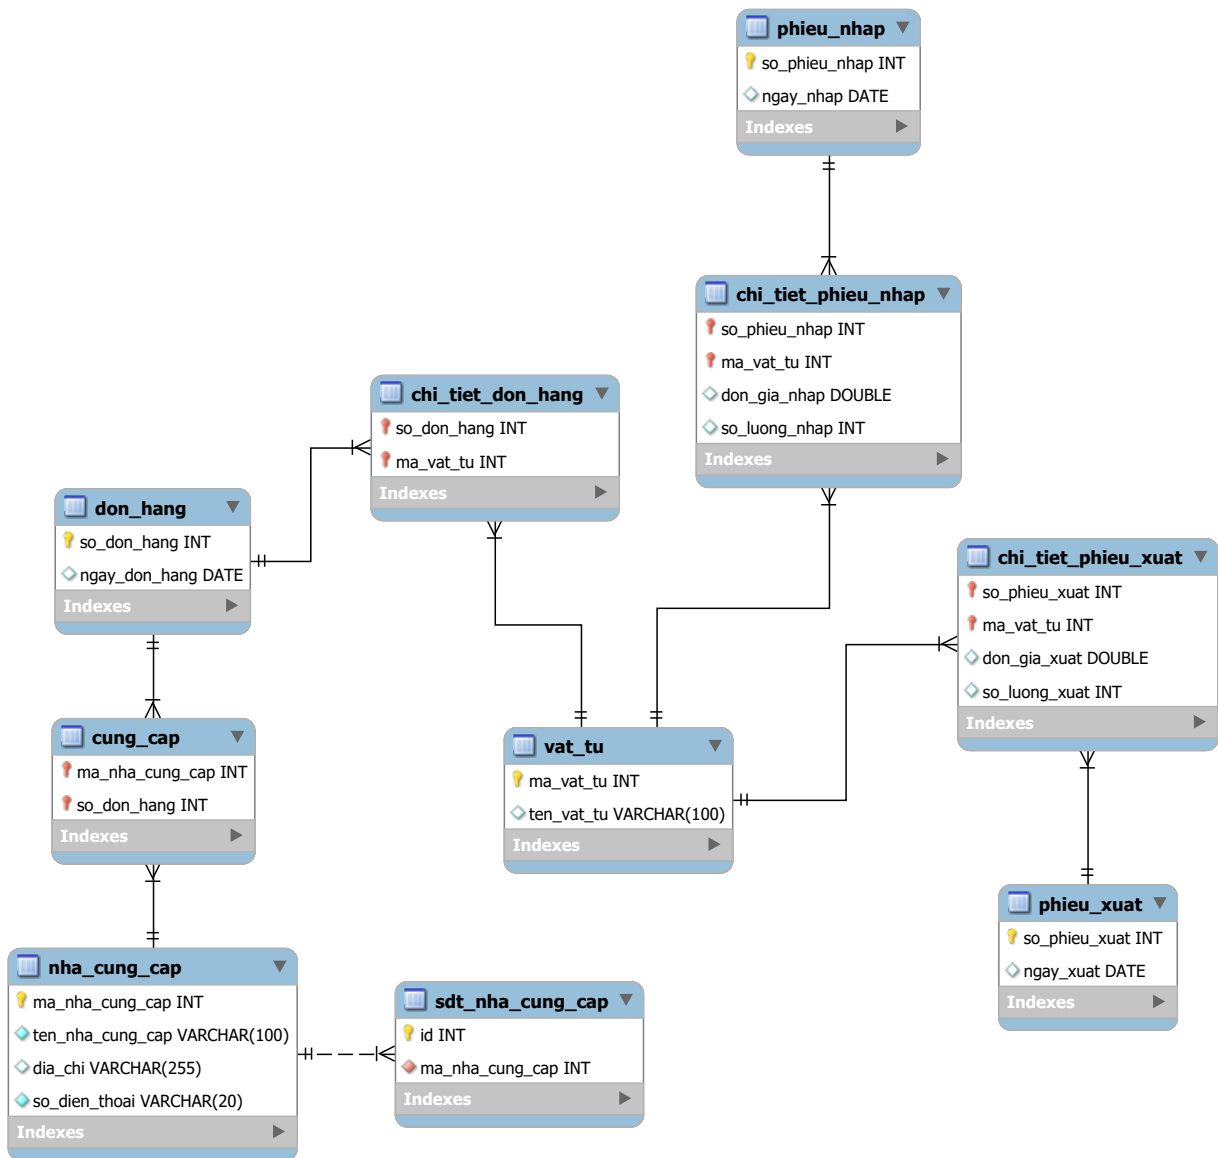 phieu_nhap
so_phieu_nhap INT
ngay_nhap DATE
Indexes
chi_tiet_phieu_nhap
so_phieu_nhap INT
ma_vat_tu INT
don_gia_nhap DOUBLE
so_luong_nhap INT
Indexes
chi_tiet_don_hang
so_don_hang INT
ma_vat_tu INT
Indexes
don_hang
so_don_hang INT
ngay_don_hang DATE
Indexes
chi_tiet_phieu_xuat
so_phieu_xuat INT
ma_vat_tu INT
don_gia_xuat DOUBLE
so_luong_xuat INT
Indexes
cung_cap
ma_nha_cung_cap INT
so_don_hang INT
Indexes
vat_tu
ma_vat_tu INT
ten_vat_tu VARCHAR(100)
Indexes
phieu_xuat
so_phieu_xuat INT
ngay_xuat DATE
Indexes
nha_cung_cap
ma_nha_cung_cap INT
ten_nha_cung_cap VARCHAR(100)
dia_chi VARCHAR(255)
so_dien_thoai VARCHAR(20)
Indexes
sdt_nha_cung_cap
id INT
ma_nha_cung_cap INT
Indexes